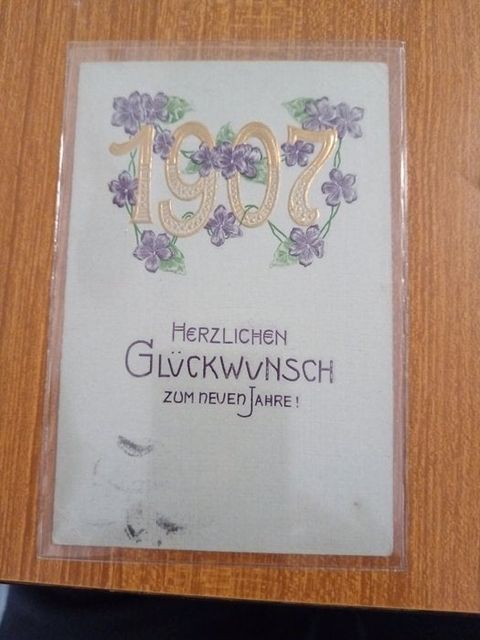 1907
HERZLICHEN
GLÜCKWUNSCH
ZUM NEUEN JAHRE!